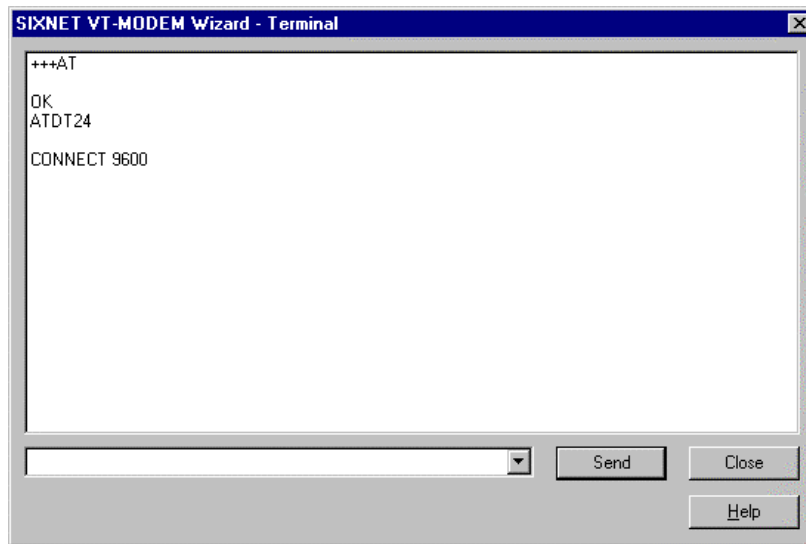 SIXNET VT-MODEM Wizard - Terminal
+++AT
OK
ATDT24
CONNECT 9600
Send
Close
Help